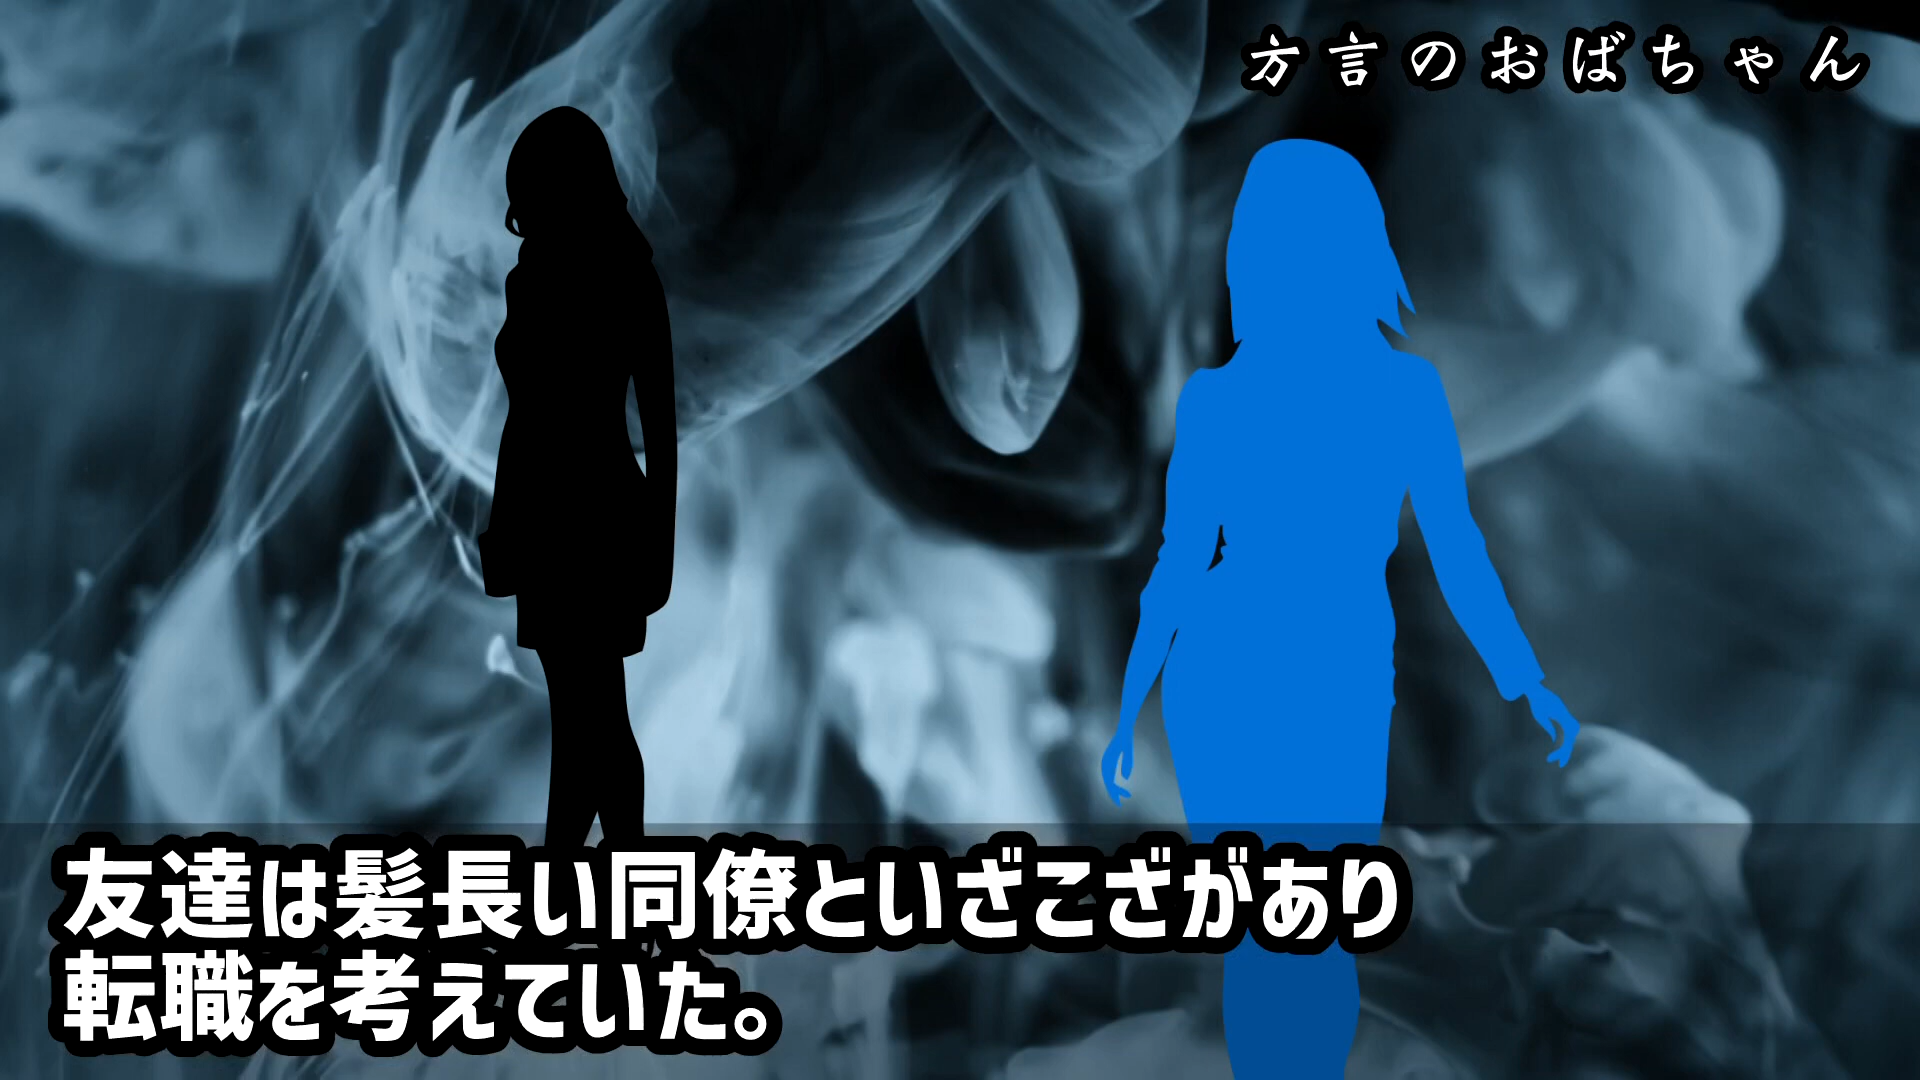 方言のおばちゃん
友達は髪長い同僚といざこざがあり
転職を考えていた。